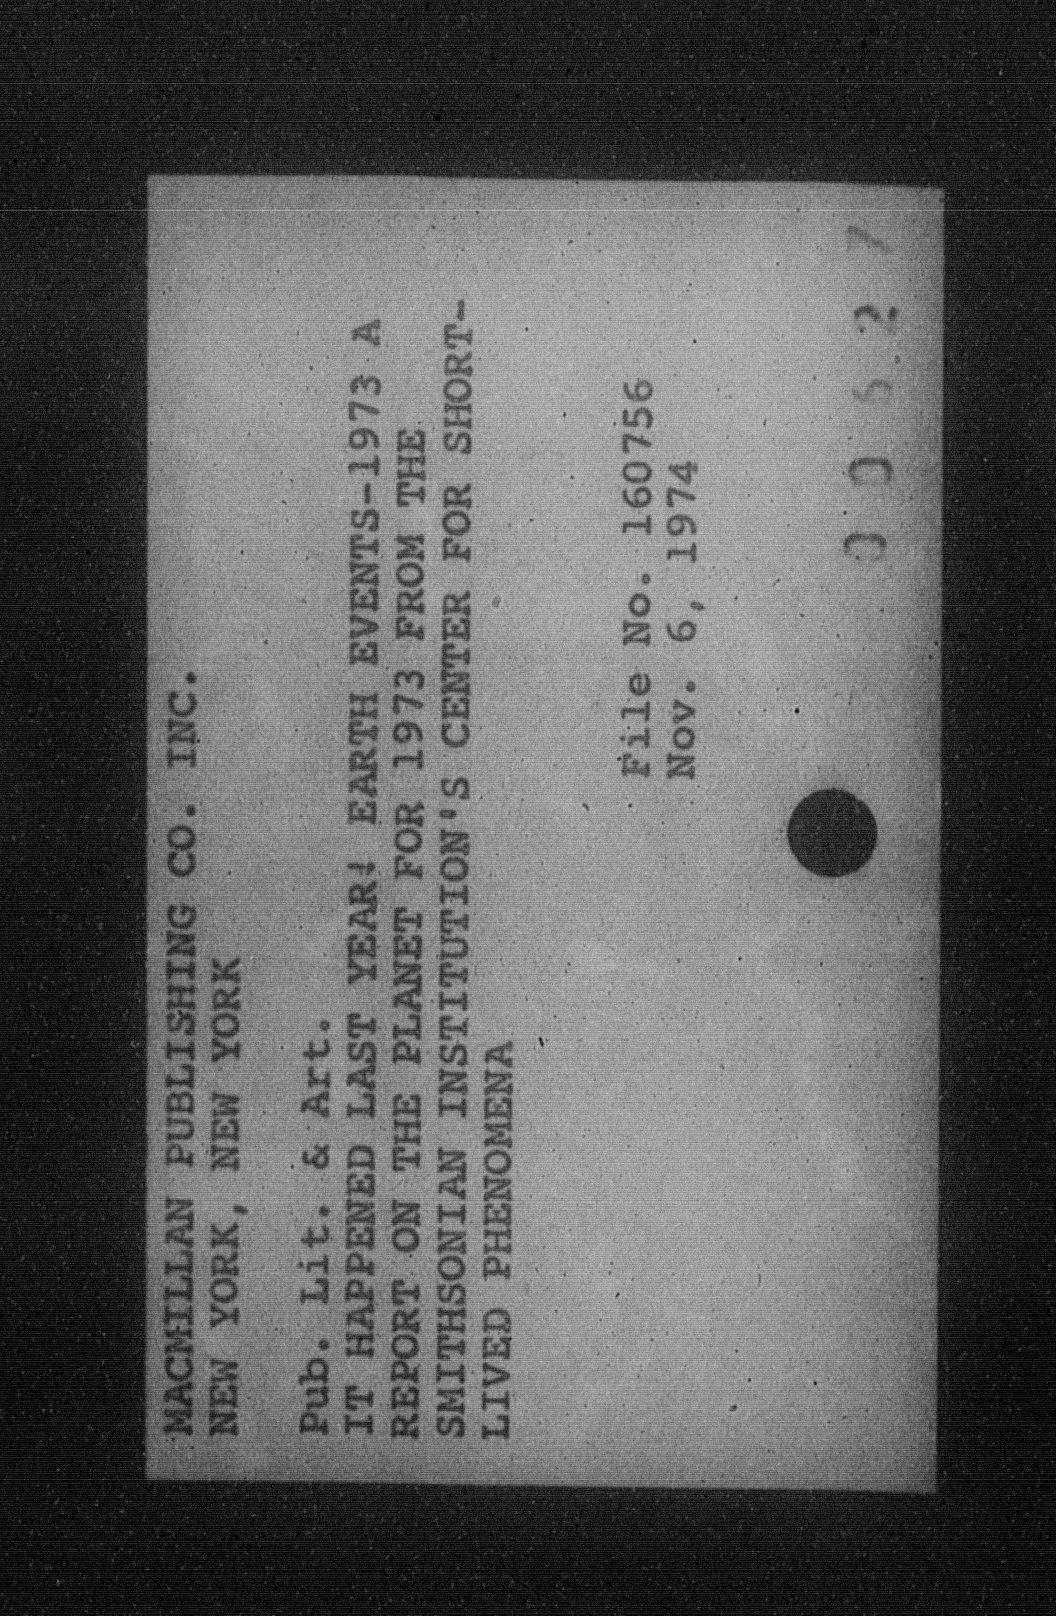 MACMILLAN PUBLISHING CO. INC.
NEW YORK, NEW YORK
Pub. Lit. & Art.
IT HAPPENED LAST YEAR! EARTH EVENTS-1973 A
REPORT ON THE PLANET FOR 1973 FROM THE
SMITHSONIAN INSTITUTION'S CENTER FOR SHORT-
LIVED PHENOMENA
File No. 160756
Nov. 6, 1974